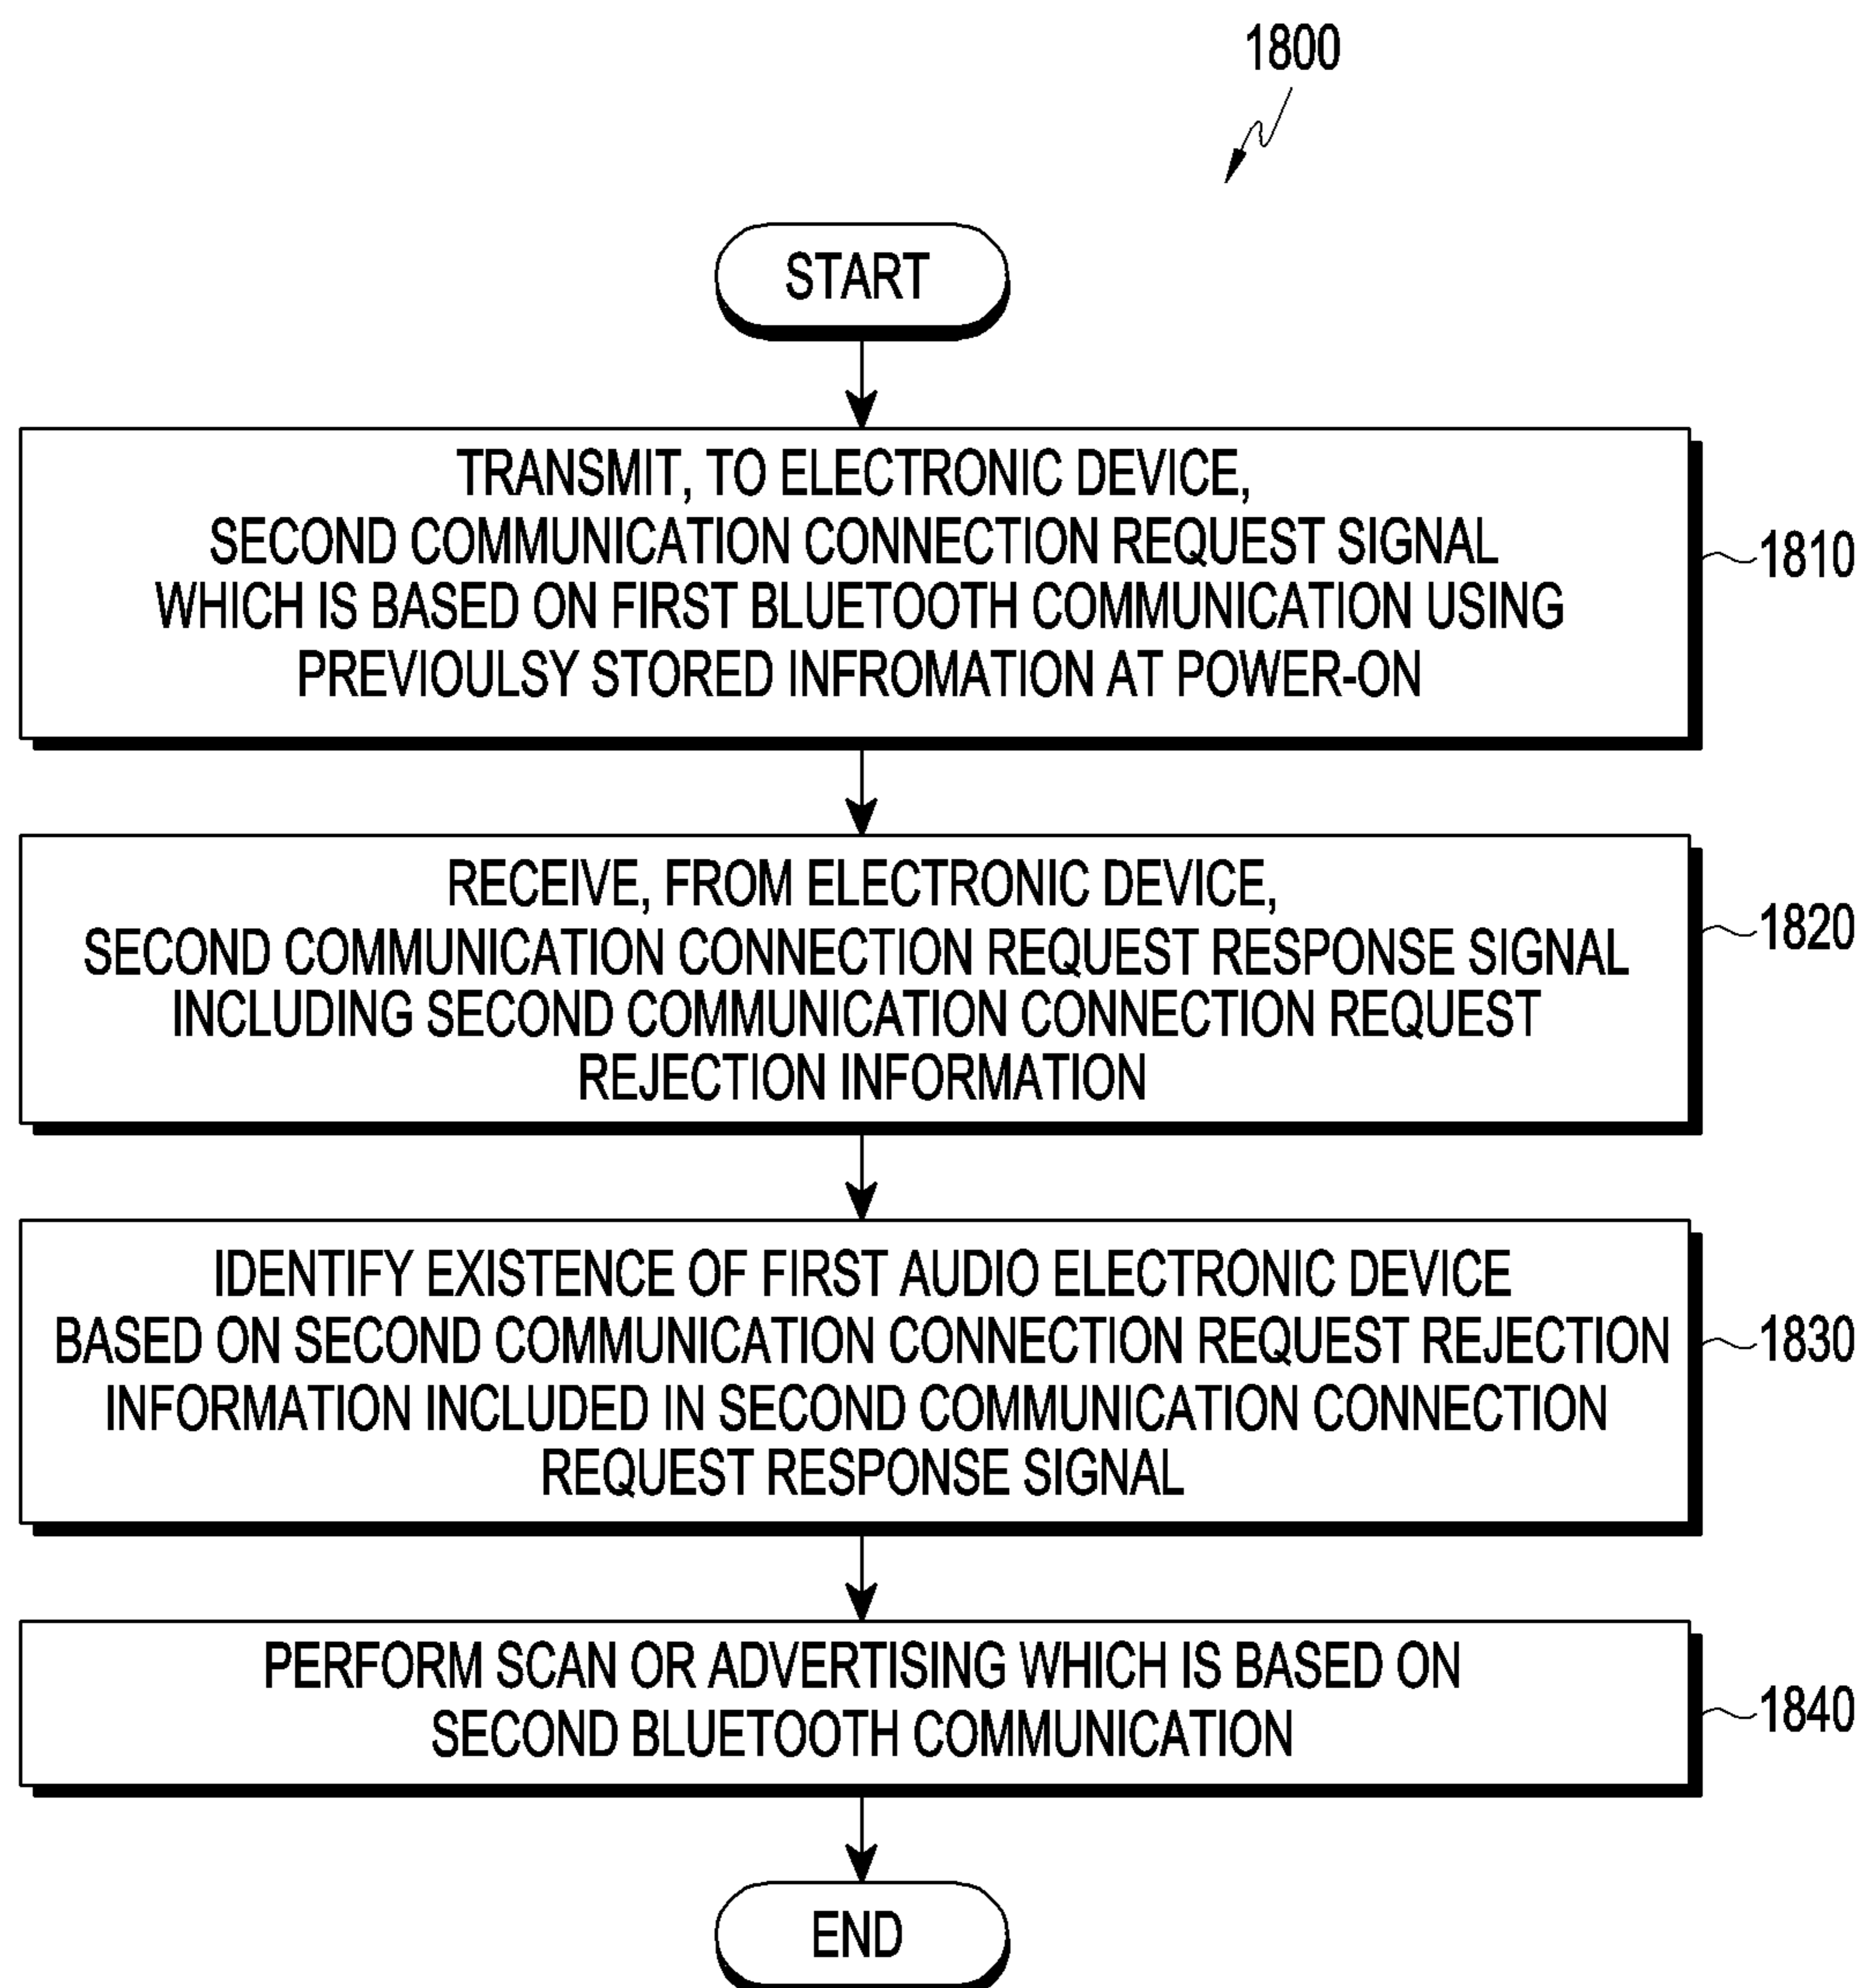 1800
START
TRANSMIT, TO ELECTRONIC DEVICE,
SECOND COMMUNICATION CONNECTION REQUEST SIGNAL
WHICH IS BASED ON FIRST BLUETOOTH COMMUNICATION USING
PREVIOULSY STORED INFROMATION AT POWER-ON
1810
RECEIVE, FROM ELECTRONIC DEVICE,
SECOND COMMUNICATION CONNECTION REQUEST RESPONSE SIGNAL
INCLUDING SECOND COMMUNICATION CONNECTION REQUEST
REJECTION INFORMATION
1820
IDENTIFY EXISTENCE OF FIRST AUDIO ELECTRONIC DEVICE
BASED ON SECOND COMMUNICATION CONNECTION REQUEST REJECTION
INFORMATION INCLUDED IN SECOND COMMUNICATION CONNECTION
REQUEST RESPONSE SIGNAL
1830
PERFORM SCAN OR ADVERTISING WHICH IS BASED ON
SECOND BLUETOOTH COMMUNICATION
1840
END